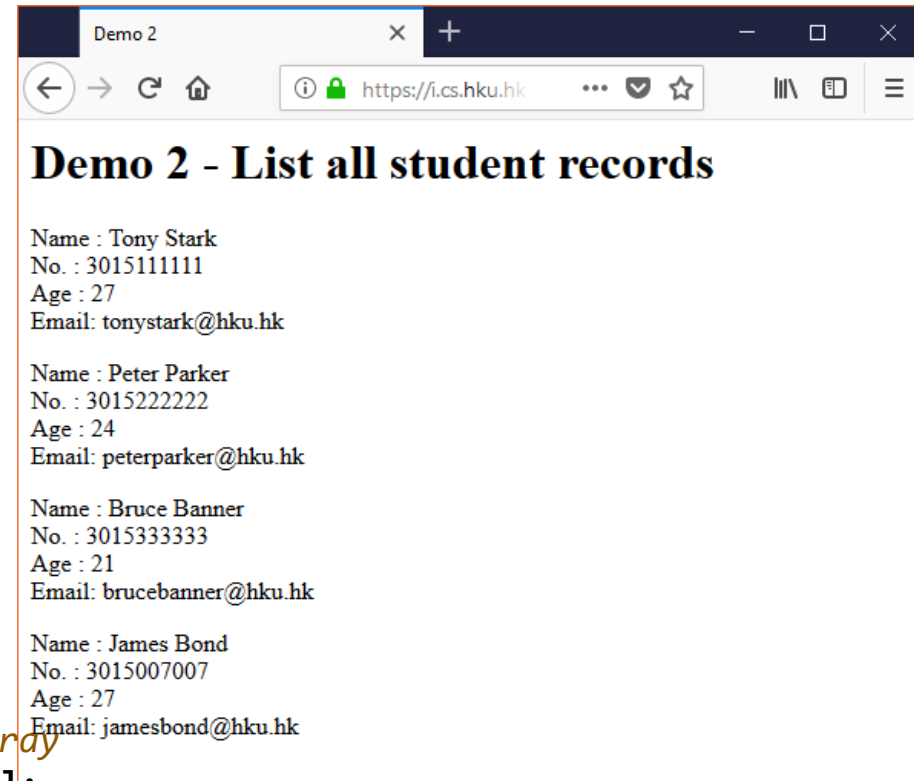 Demo 2
https://i.cs.hku.hk
Demo 2 - List all student records
Name : Tony Stark
No. : 3015111111
Age : 27
Email: tonystark@hku.hk
Name : Peter Parker
No. : 3015222222
Age : 24
Email: peterparker@hku.hk
Name : Bruce Banner
No. : 3015333333
Age : 21
Email: brucebanner@hku.hk
Name : James Bond
No. : 3015007007
Age : 27
Email: jamesbond@hku.hk
ray